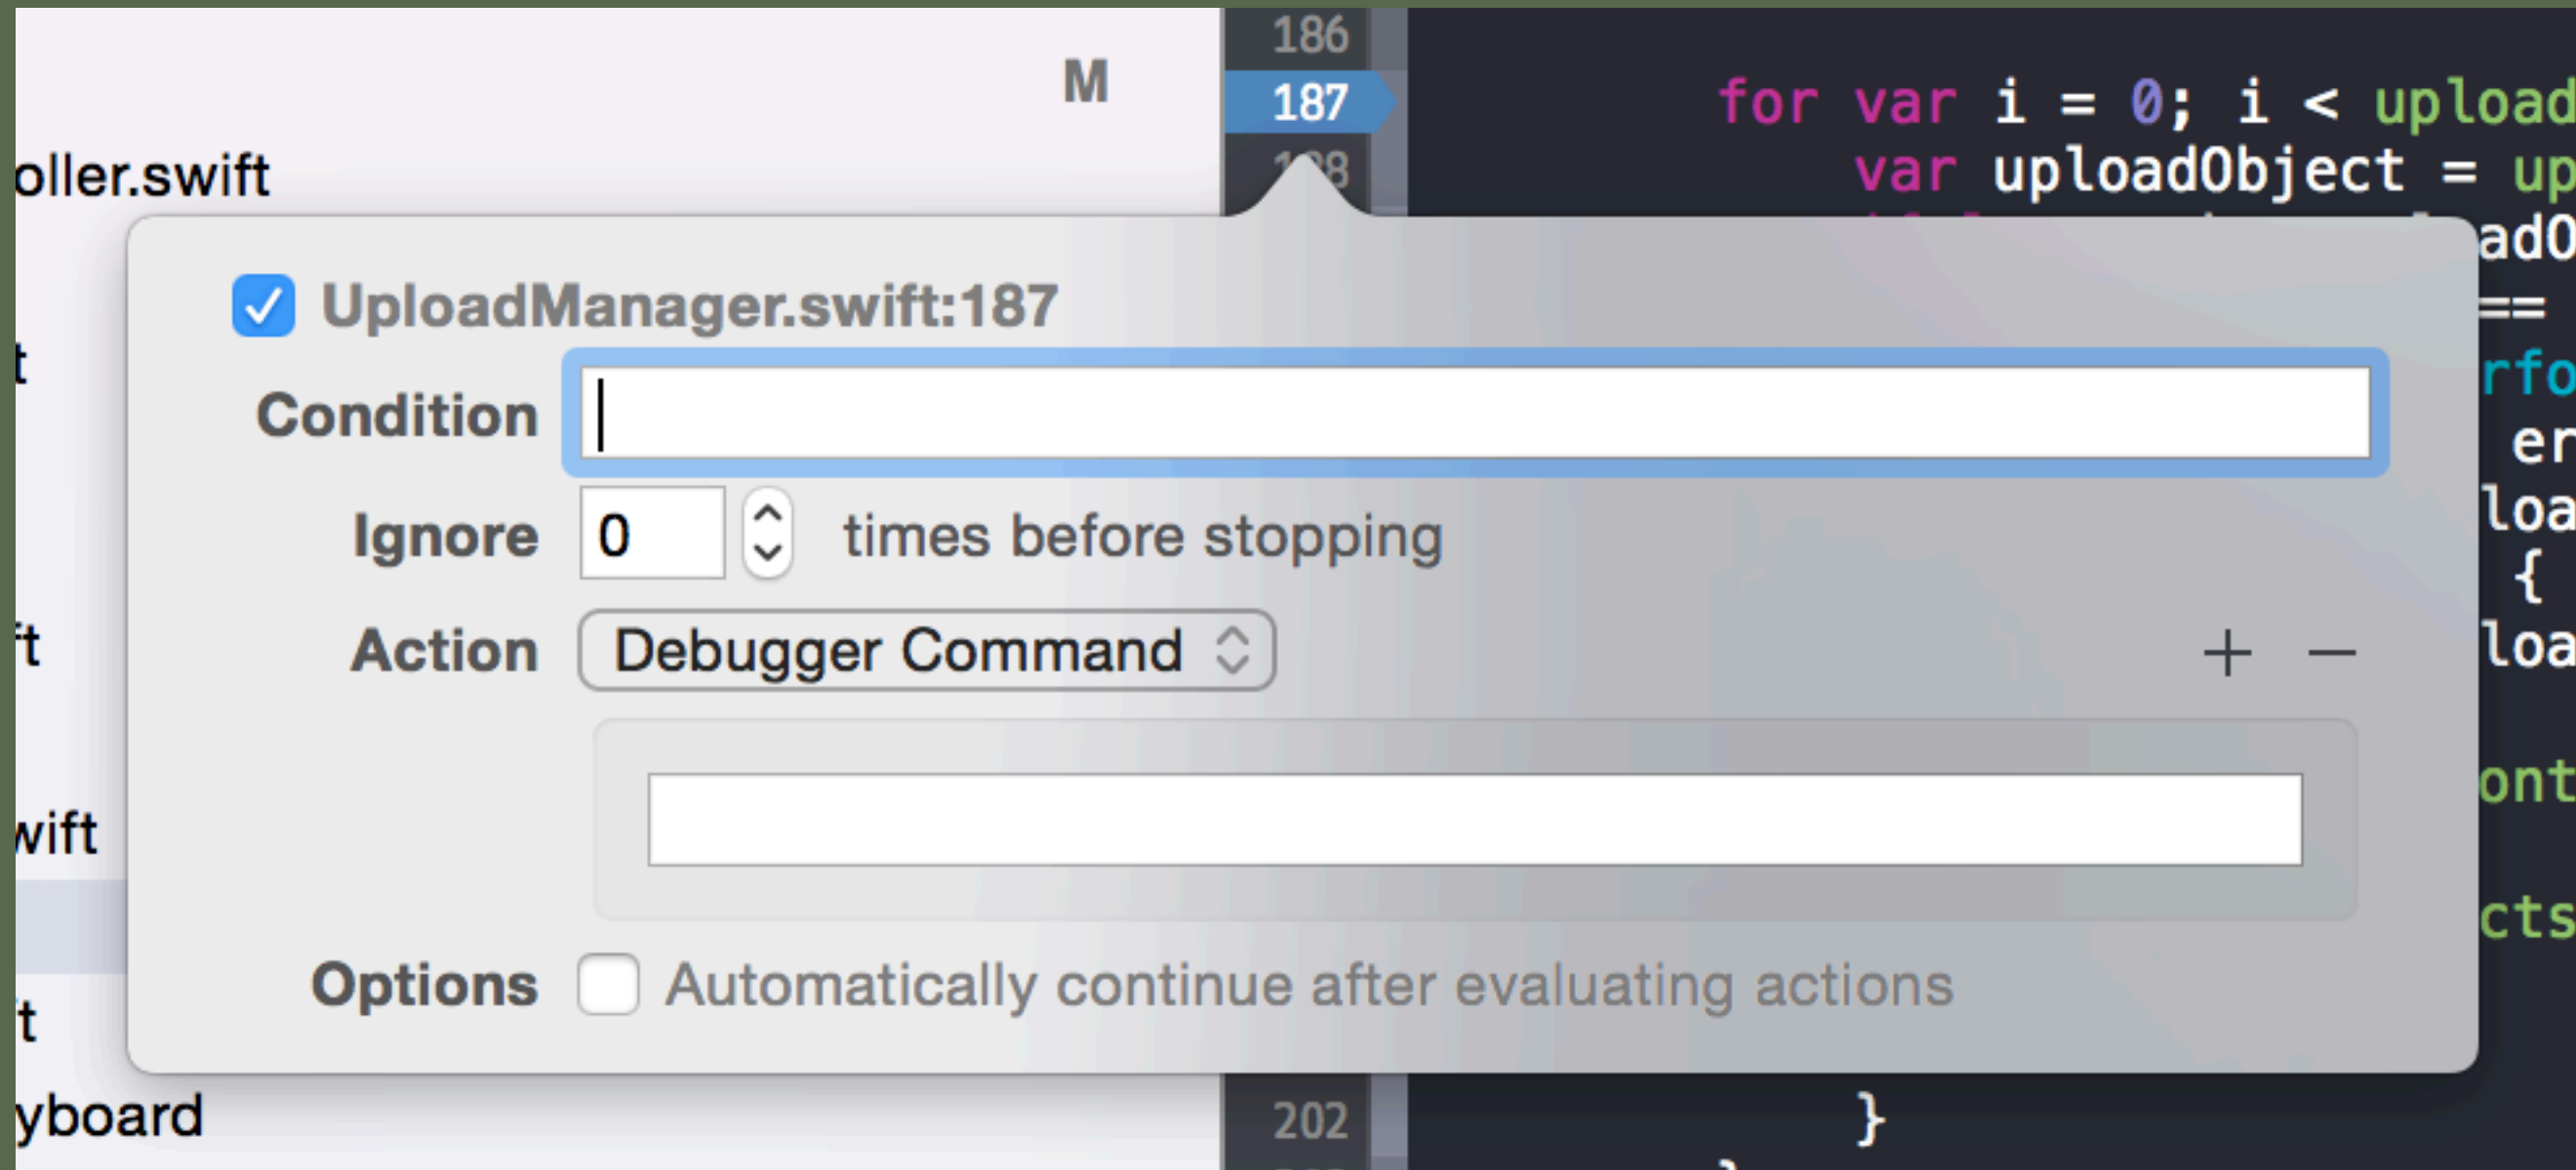 M
oller.swift
186
187
for var i = 0; i < upload
var uploadObject = up
adO
UploadManager.swift:187
==
t
Condition
rfo
er
Ignore 0 times before stopping
loa
{
ft
Action Debugger Command + −
loa
ont
wift
cts
Options Automatically continue after evaluating actions
t
yboard
202
}